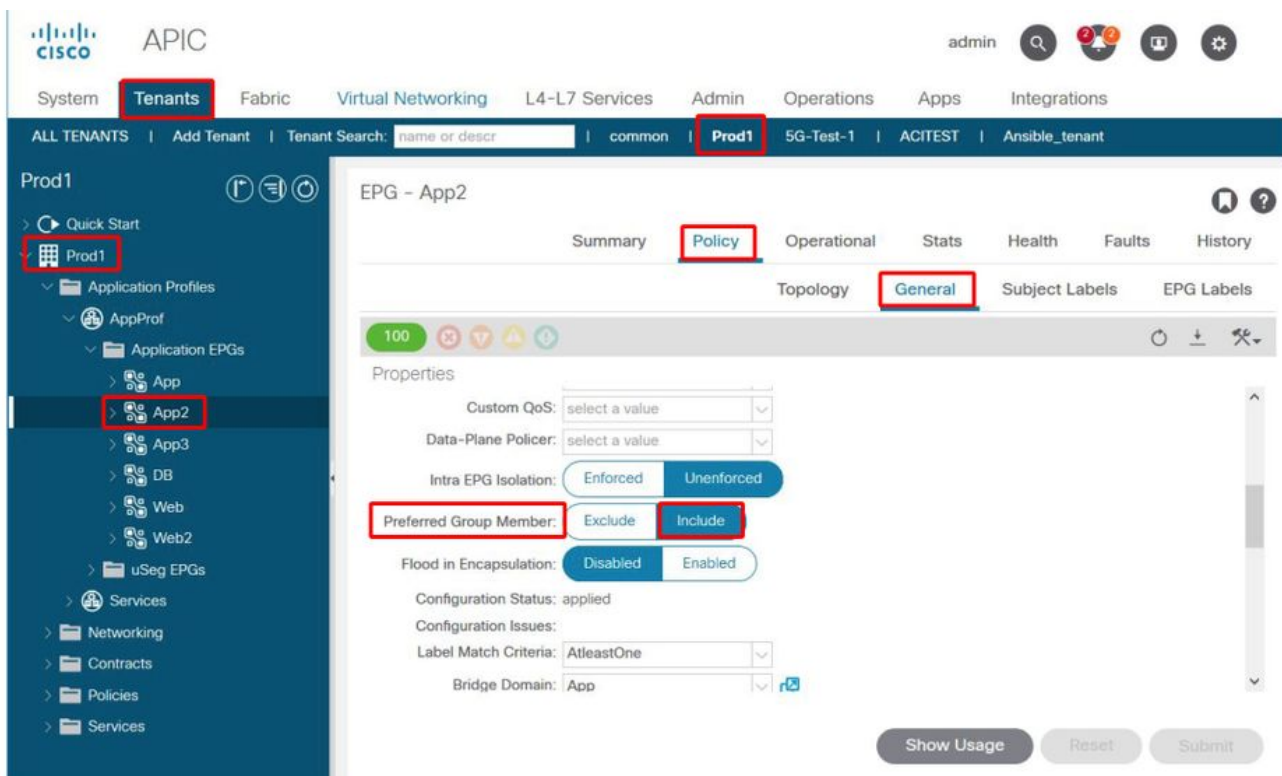 CISCO APIC admin 2 2
System Tenants Fabric Virtual Networking L4-L7 Services Admin Operations Apps Integrations
ALL TENANTS | Add Tenant | Tenant Search: name or descr | common | Prod1 5G-Test-1 | ACITEST | Ansible_tenant
Prod1
Quick Start
Prod1
Application Profiles
AppProf
Application EPGs
App
App2
App3
DB
Web
Web2
uSeg EPGs
Services
Networking
Contracts
Policies
Services
EPG - App2
Summary Policy Operational Stats Health Faults History
Topology General Subject Labels EPG Labels
100
Properties
Custom QoS: select a value
Data-Plane Policer: select a value
Intra EPG Isolation: Enforced Unenforced
Preferred Group Member: Exclude Include
Flood in Encapsulation: Disabled Enabled
Configuration Status: applied
Configuration Issues:
Label Match Criteria: AtleastOne
Bridge Domain: App
Show Usage Reset Submit